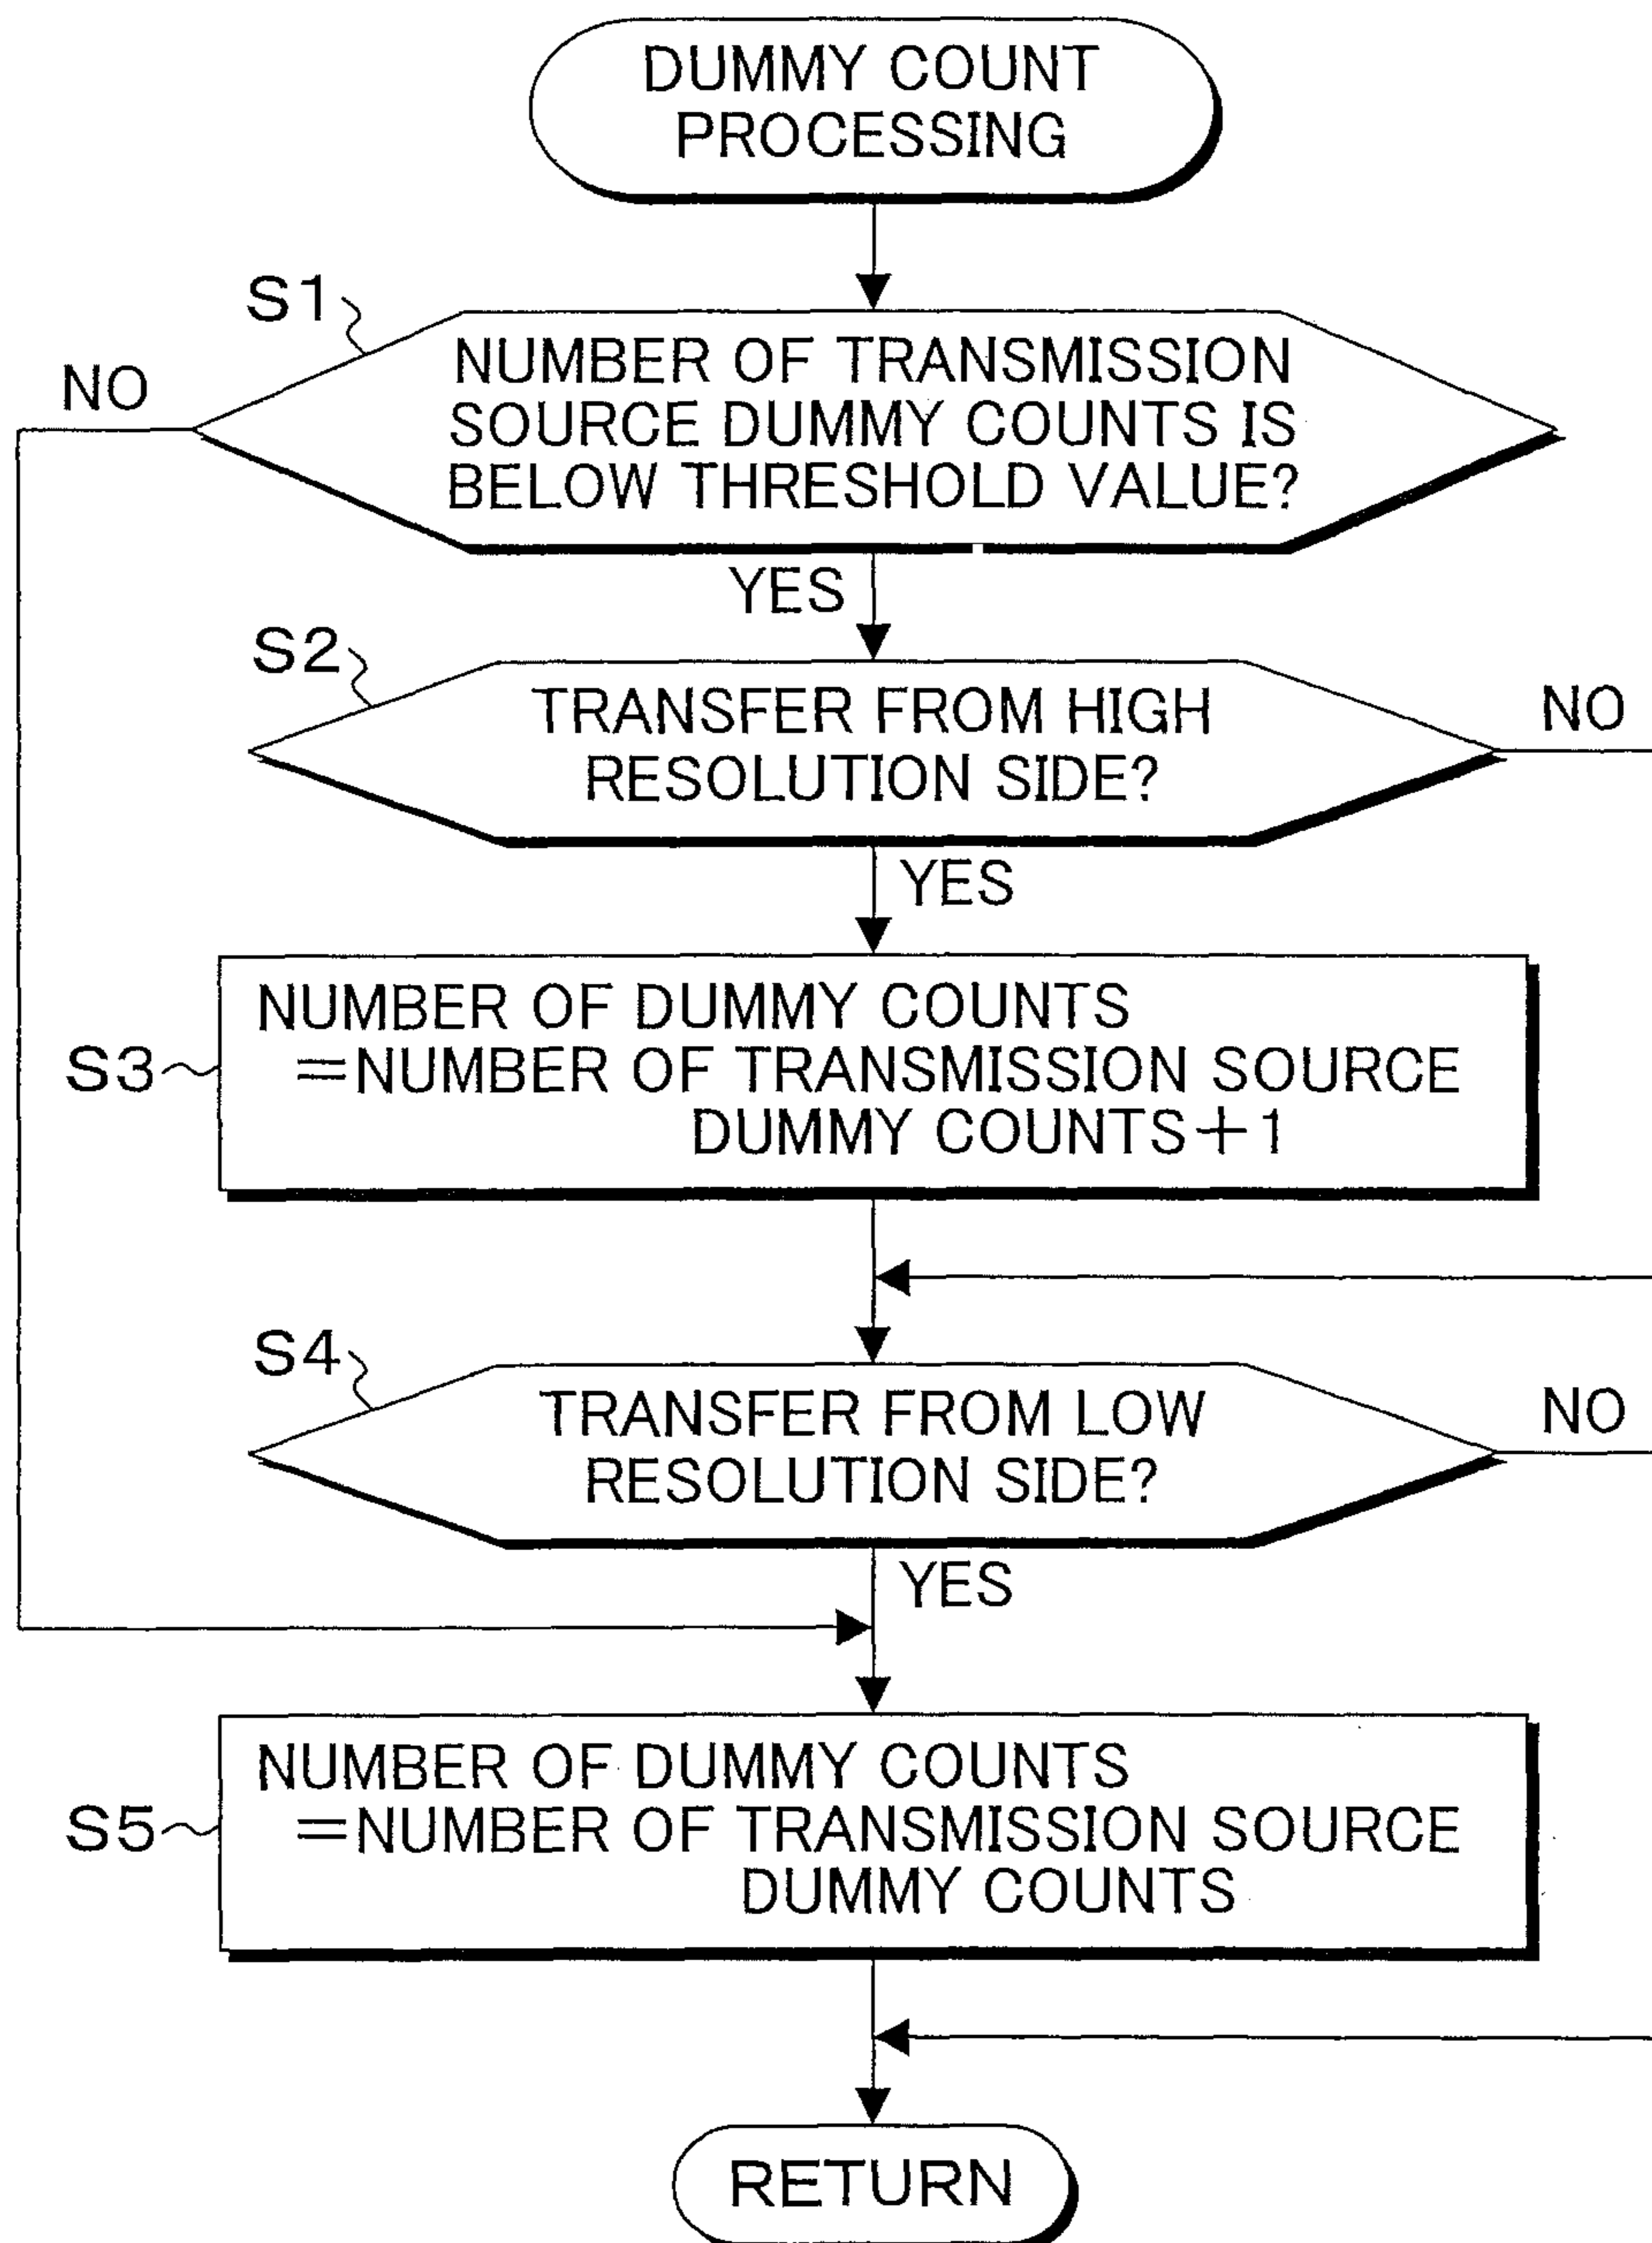 DUMMY COUNT
PROCESSING
S1
NO
NUMBER OF TRANSMISSION
SOURCE DUMMY COUNTS IS
BELOW THRESHOLD VALUE?
YES
S2
TRANSFER FROM HIGH
RESOLUTION SIDE?
NO
YES
S3
NUMBER OF DUMMY COUNTS
=NUMBER OF TRANSMISSION SOURCE
DUMMY COUNTS+1
S4
TRANSFER FROM LOW
RESOLUTION SIDE?
NO
YES
S5
NUMBER OF DUMMY COUNTS
=NUMBER OF TRANSMISSION SOURCE
DUMMY COUNTS
RETURN